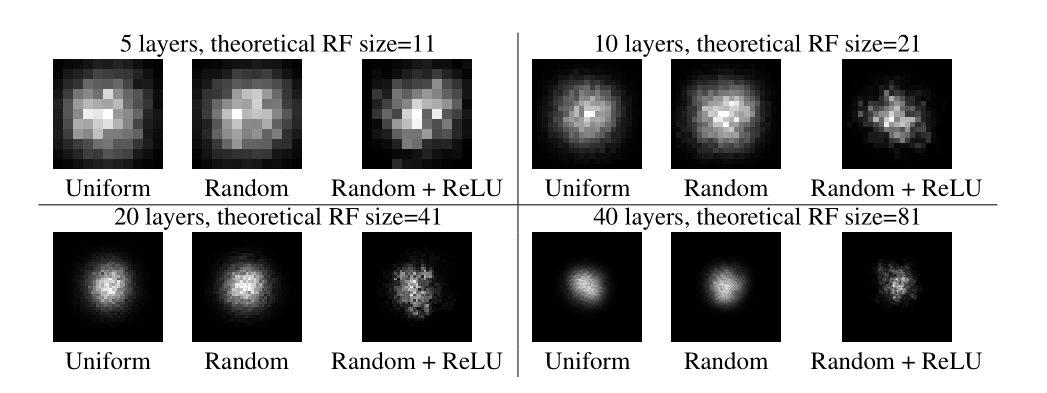 5 layers, theoretical RF size=11
Uniform Random Random + ReLU
10 layers, theoretical RF size=21
Uniform Random Random + ReLU
20 layers, theoretical RF size=41
Uniform Random Random + ReLU
40 layers, theoretical RF size=81
Uniform Random Random + ReLU